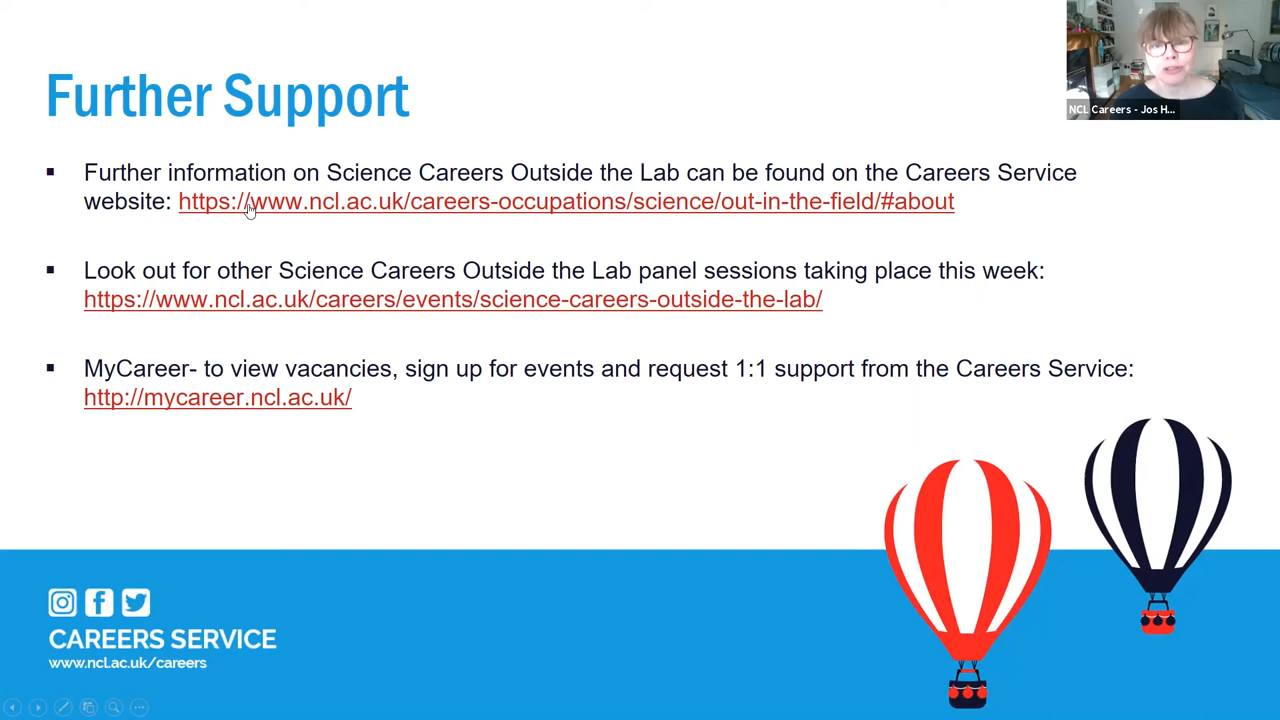 Further Support
NCL Careers - Jos H...
Further information on Science Careers Outside the Lab can be found on the Careers Service
website: https://www.ncl.ac.uk/careers-occupations/science/out-in-the-field/#about
Look out for other Science Careers Outside the Lab panel sessions taking place this week:
https://www.ncl.ac.uk/careers/events/science-careers-outside-the-lab/
MyCareer- to view vacancies, sign up for events and request 1:1 support from the Careers Service:
http://mycareer.ncl.ac.uk/
CAREERS SERVICE
www.ncl.ac.uk/careers